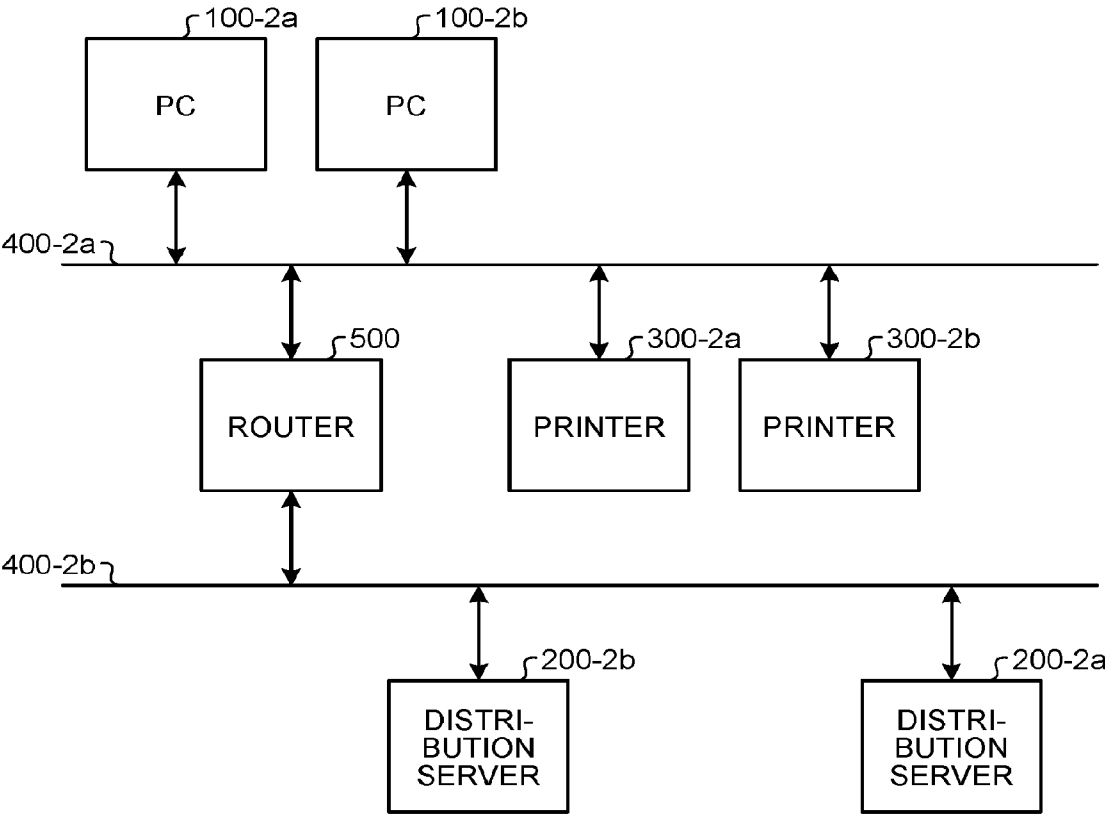 100-2a
100-2b
PC
PC
400-2a
500
300-2a
300-2b
ROUTER
PRINTER
PRINTER
400-2b
200-2b
200-2a
DISTRI-
BUTION
SERVER
DISTRI-
BUTION
SERVER